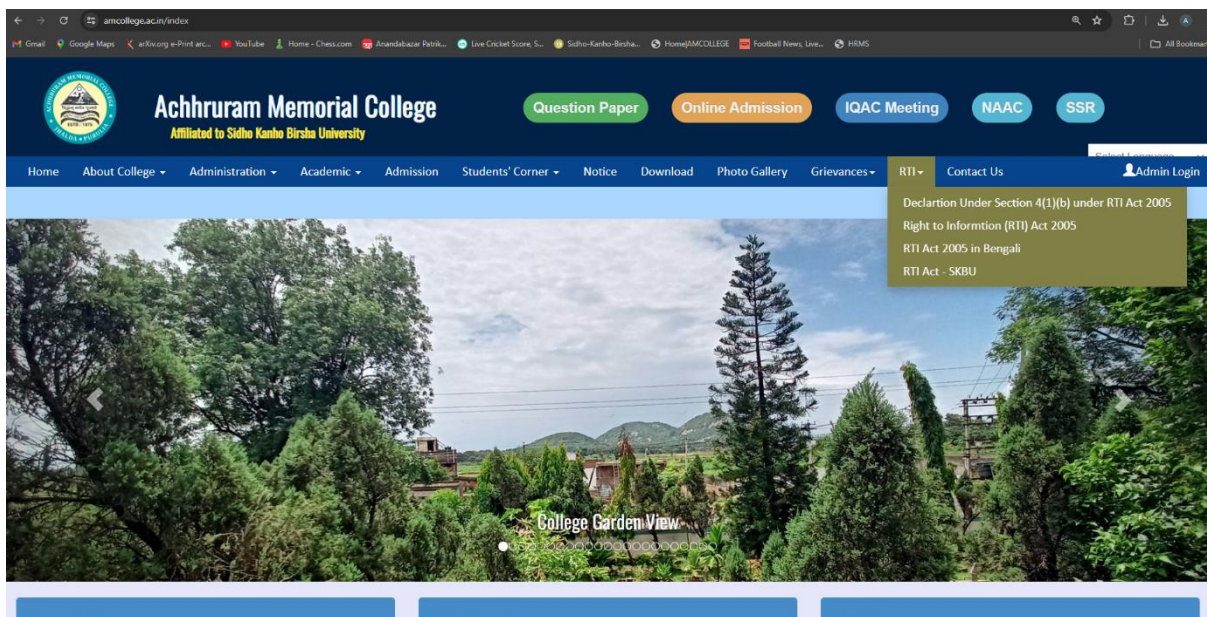 amcollege.ac.in/index
Gmail Google Maps arXiv.org e-Print arc... YouTube Home - Chess.com Anandabazar Patrik... Live Cricket Score, S... Sidho-Kanho-Birsha... Home|AMCOLLEGE Football News, Live... HRMS All Bookmar
Achhruram Memorial College
Affiliated to Sidho Kanho Birsha University
Question Paper Online Admission IQAC Meeting NAAC SSR
Select Language
Home About College Administration Academic Admission Students' Corner Notice Download Photo Gallery Grievances RTI Contact Us Admin Login
Declartion Under Section 4(1)(b) under RTI Act 2005
Right to Informtion (RTI) Act 2005
RTI Act 2005 in Bengali
RTI Act - SKBU
College Garden View